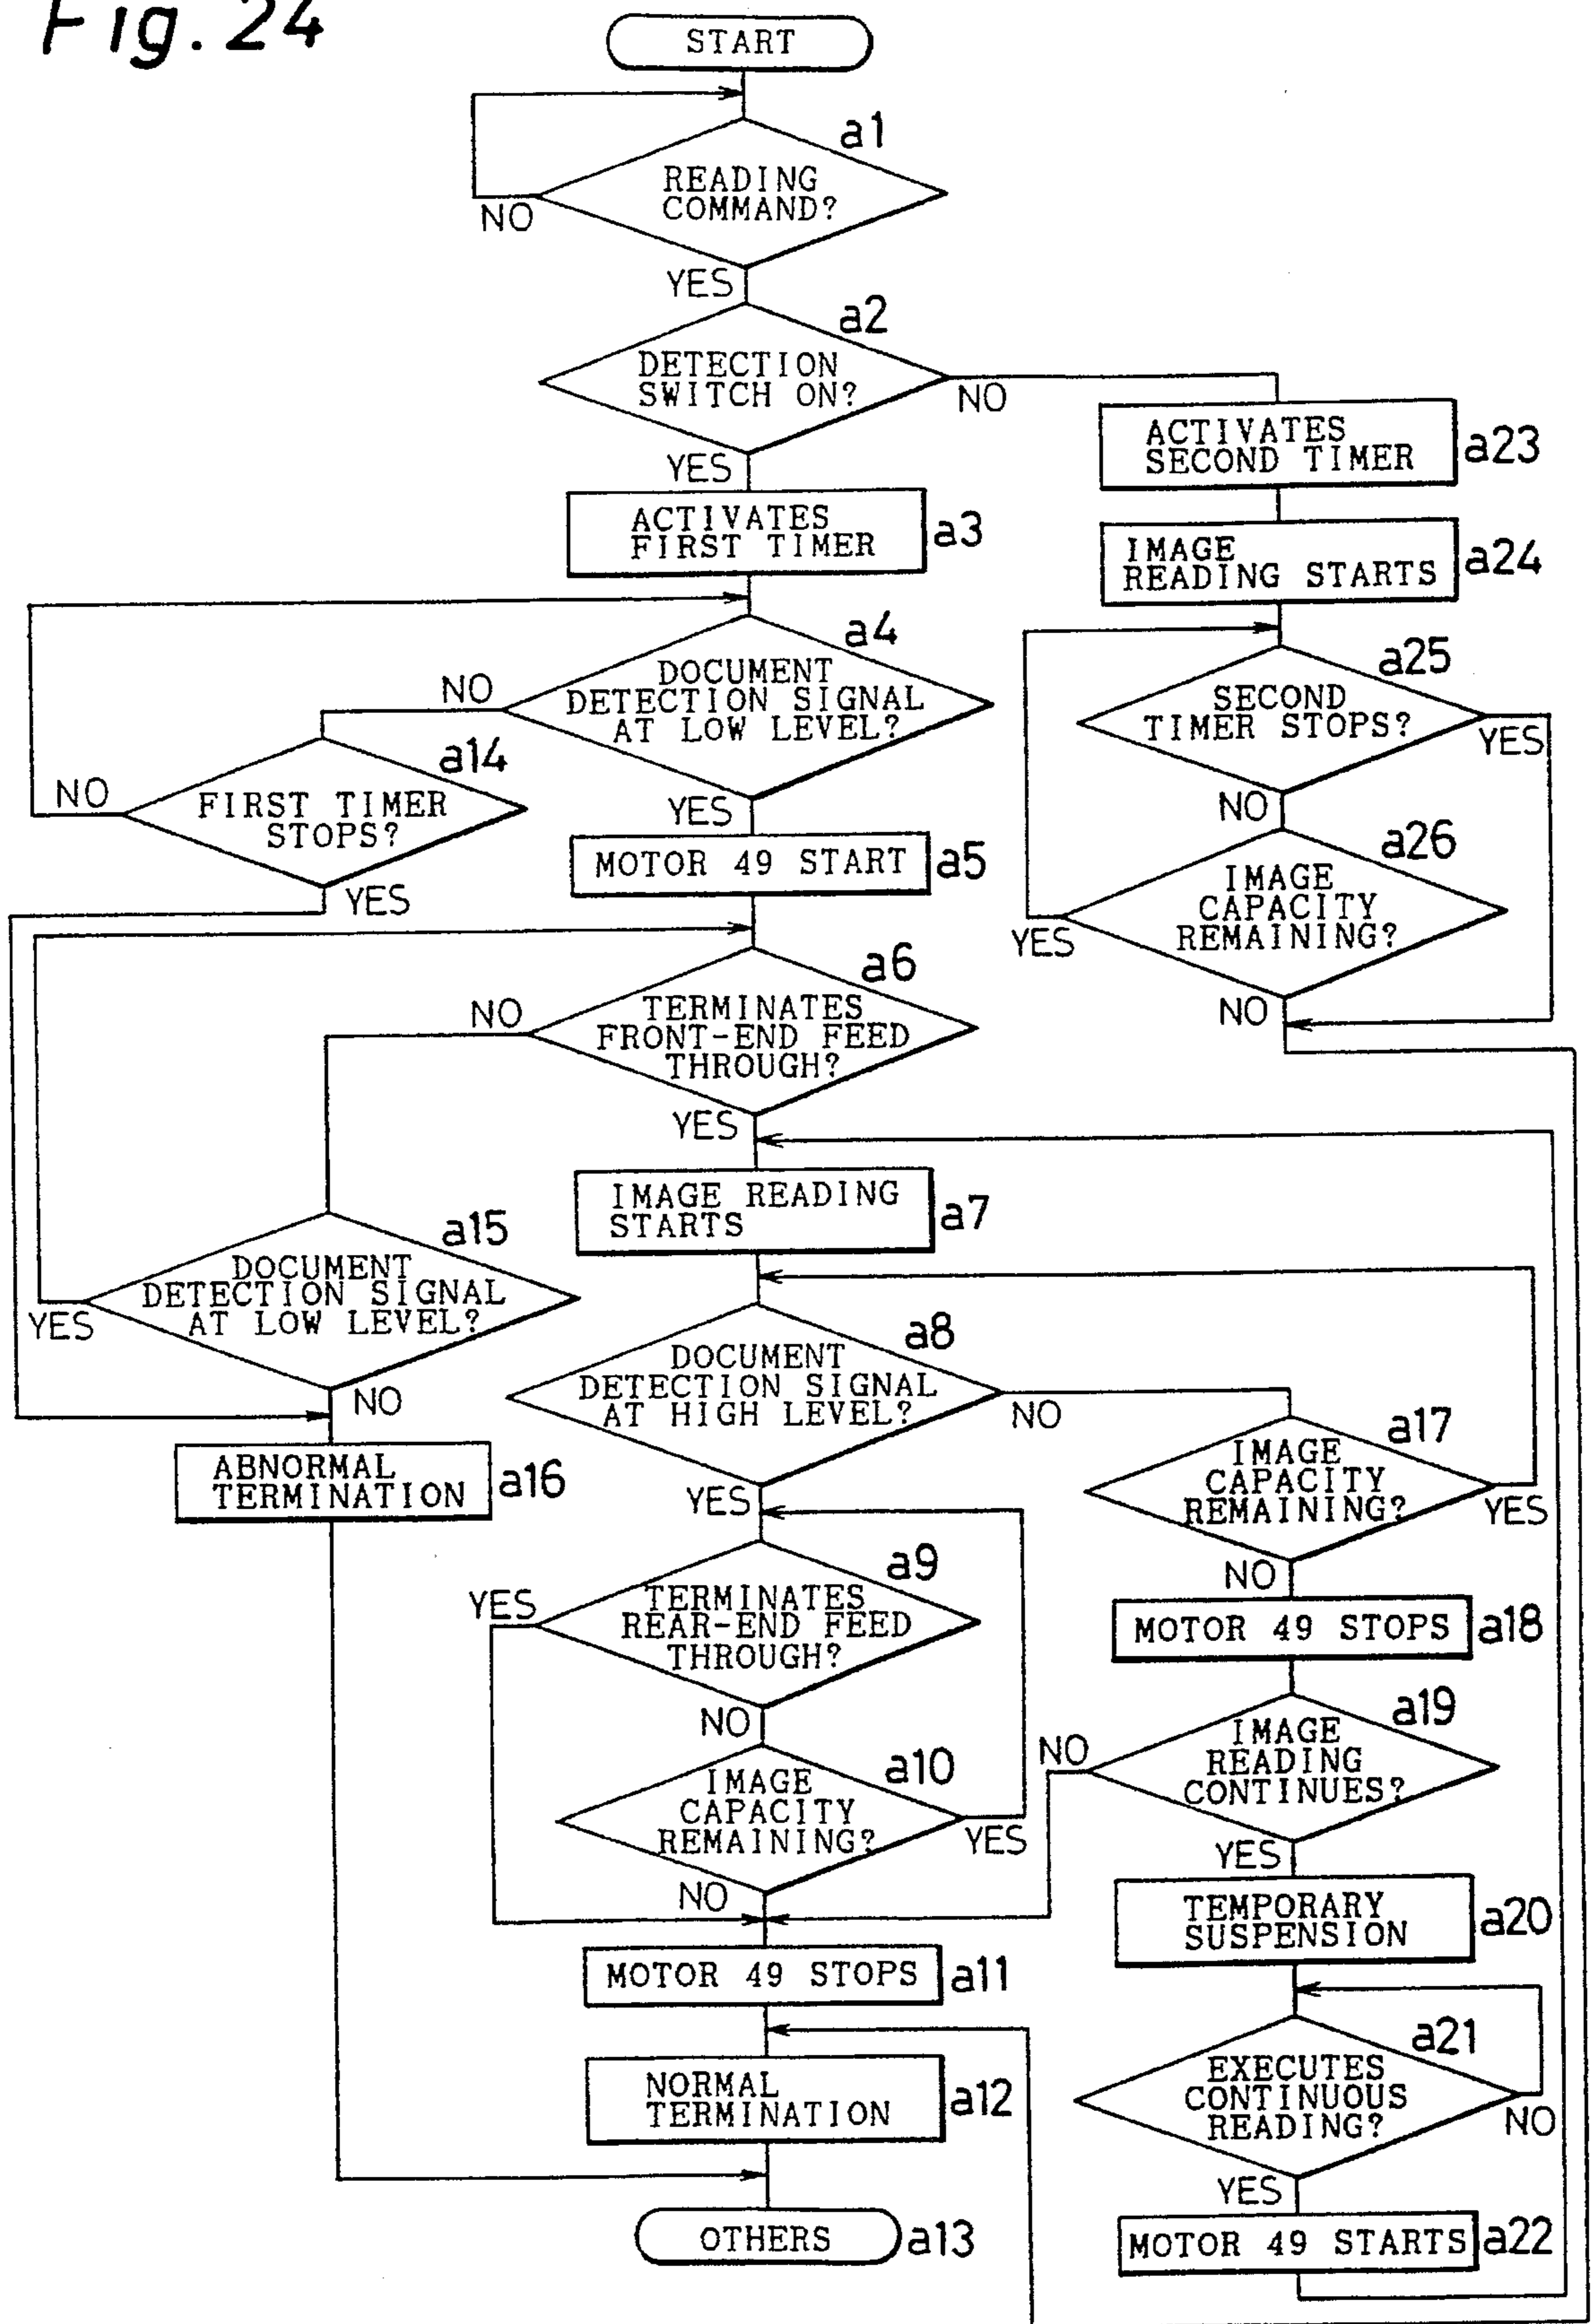 Fig. 24
START
a1
READING
COMMAND?
NO
YES
a2
DETECTION
SWITCH ON?
NO
YES
ACTIVATES
SECOND TIMER
a23
ACTIVATES
FIRST TIMER
a3
IMAGE
READING STARTS
a24
a4
DOCUMENT
DETECTION SIGNAL
AT LOW LEVEL?
NO
YES
a25
SECOND
TIMER STOPS?
YES
NO
a14
FIRST TIMER
STOPS?
NO
YES
MOTOR 49 START
a5
a26
IMAGE
CAPACITY
REMAINING?
YES
NO
a6
TERMINATES
FRONT-END FEED
THROUGH?
NO
YES
IMAGE READING
STARTS
a7
a15
DOCUMENT
DETECTION SIGNAL
AT LOW LEVEL?
YES
NO
a8
DOCUMENT
DETECTION SIGNAL
AT HIGH LEVEL?
NO
YES
a17
IMAGE
CAPACITY
REMAINING?
YES
NO
ABNORMAL
TERMINATION
a16
a9
TERMINATES
REAR-END FEED
THROUGH?
YES
NO
MOTOR 49 STOPS
a18
a10
IMAGE
CAPACITY
REMAINING?
YES
NO
a19
IMAGE
READING
CONTINUES?
NO
YES
TEMPORARY
SUSPENSION
a20
MOTOR 49 STOPS
a11
a21
EXECUTES
CONTINUOUS
READING?
NO
YES
NORMAL
TERMINATION
a12
OTHERS
a13
MOTOR 49 STARTS
a22